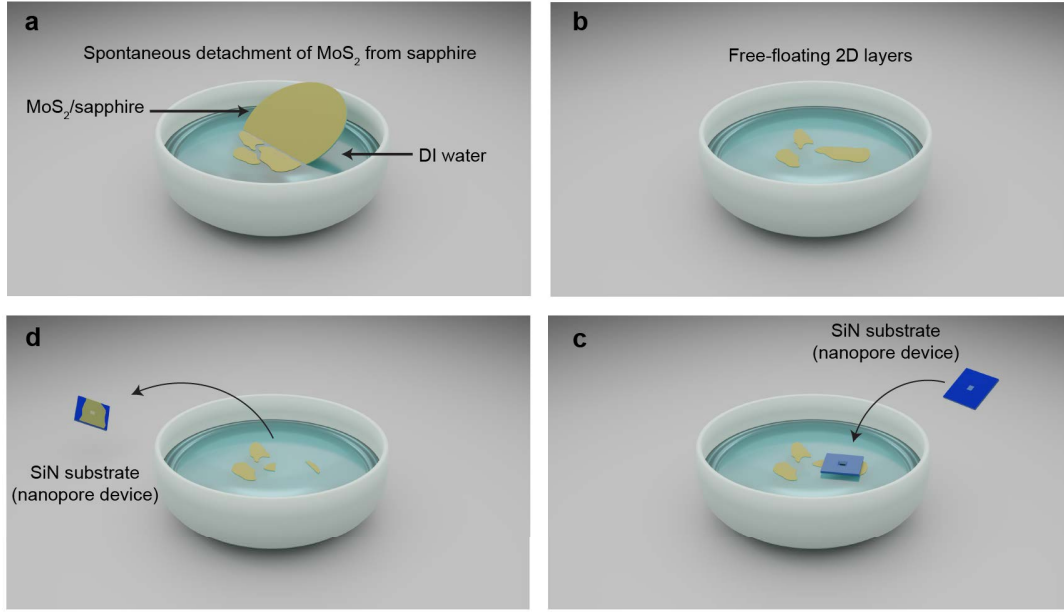 a
Spontaneous detachment of MoS₂ from sapphire
MoS₂/sapphire
DI water
b
Free-floating 2D layers
d
SiN substrate
(nanopore device)
c
SiN substrate
(nanopore device)